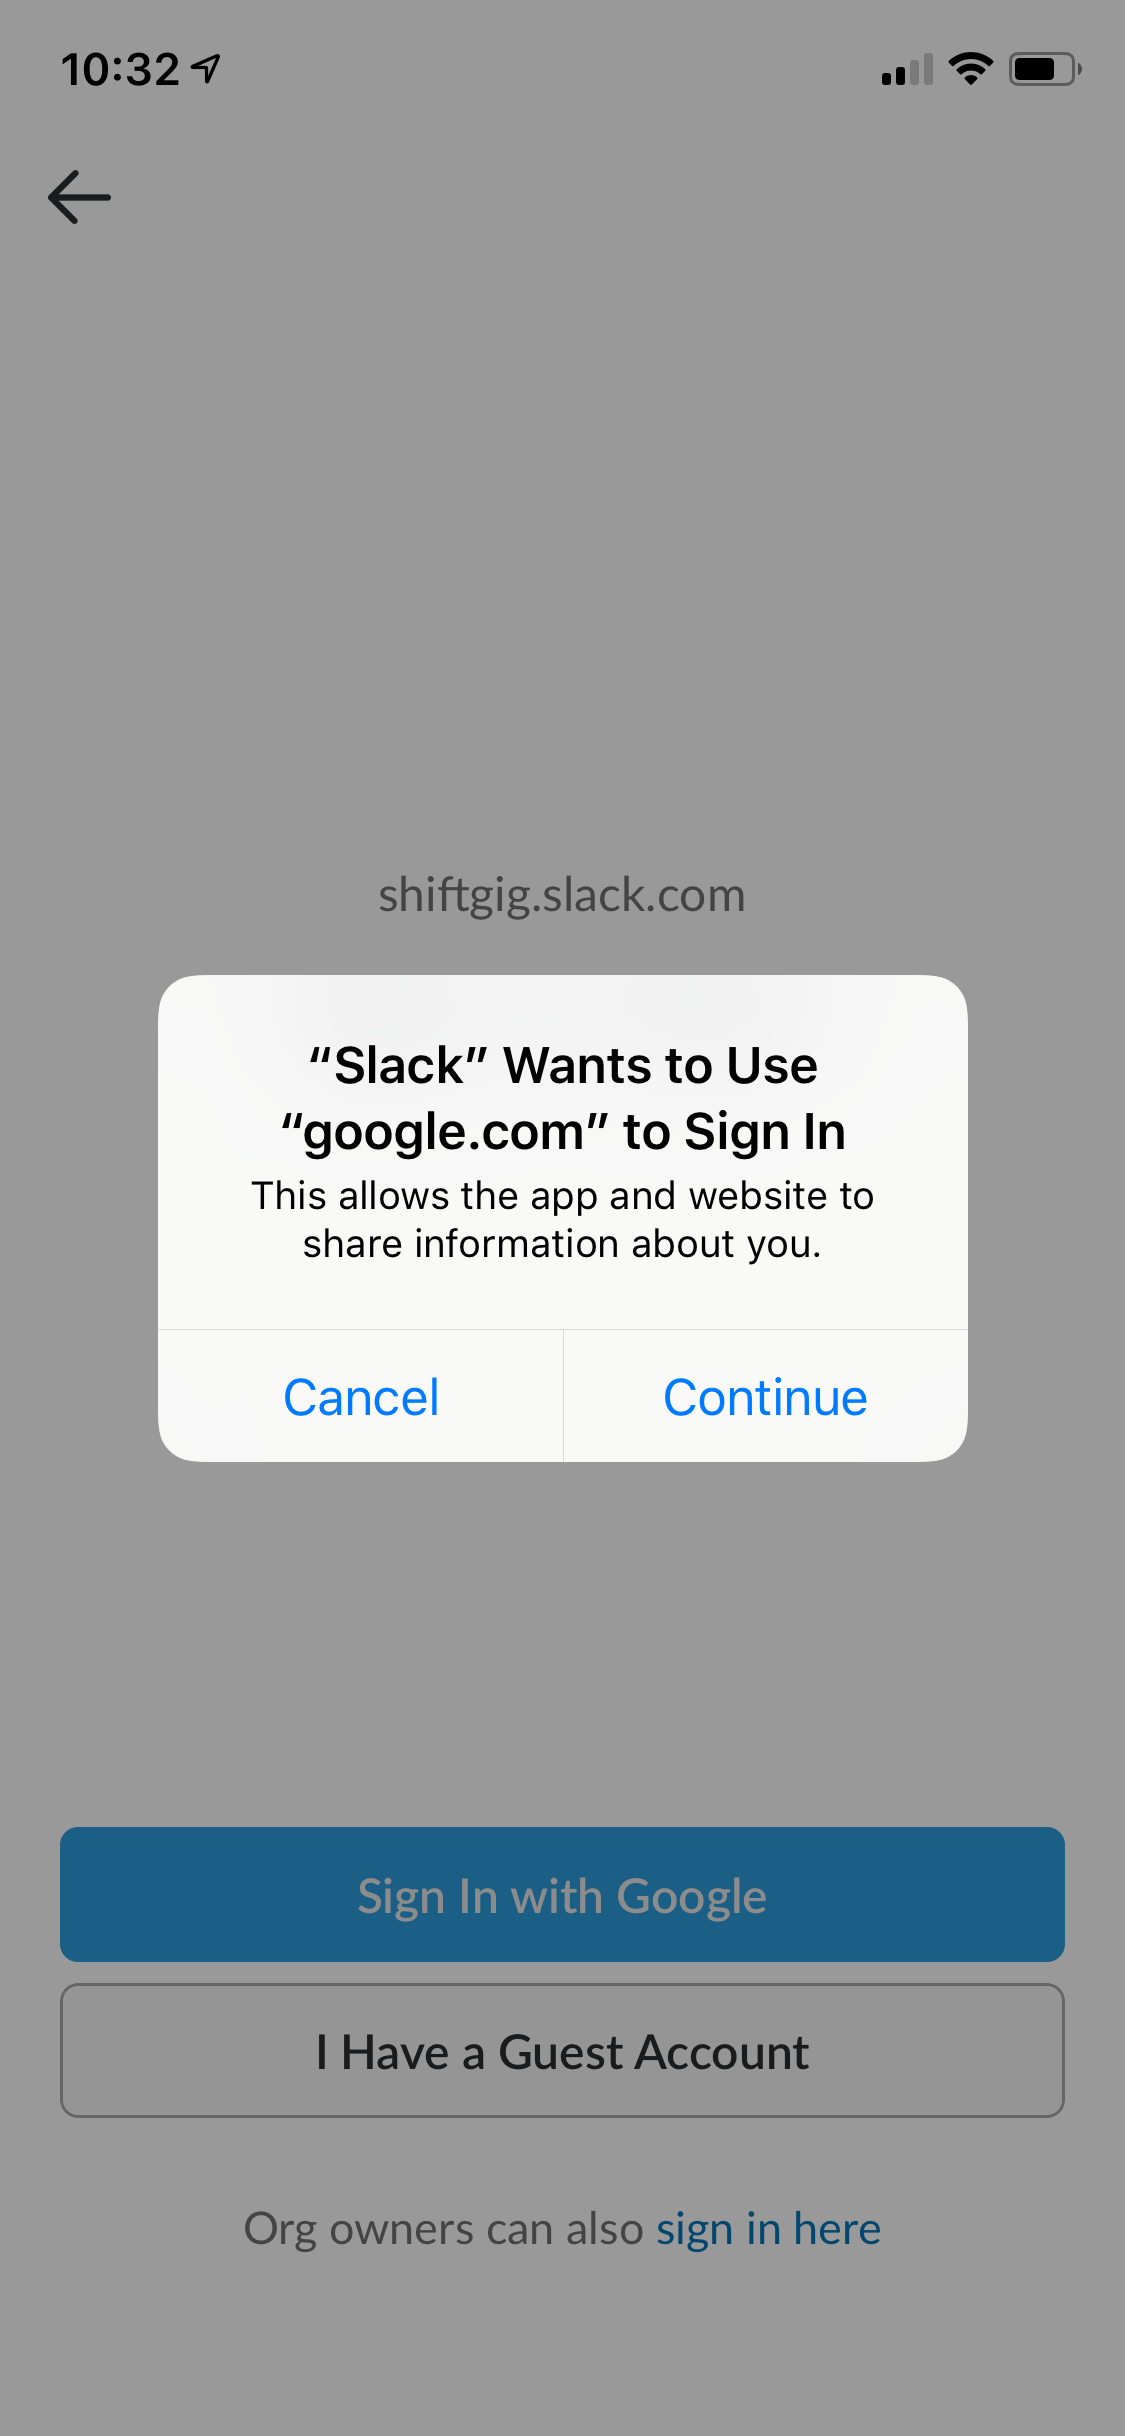 10:32
shiftgig.slack.com
“Slack” Wants to Use
“google.com” to Sign In
This allows the app and website to
share information about you.
Cancel
Continue
Sign In with Google
I Have a Guest Account
Org owners can also sign in here